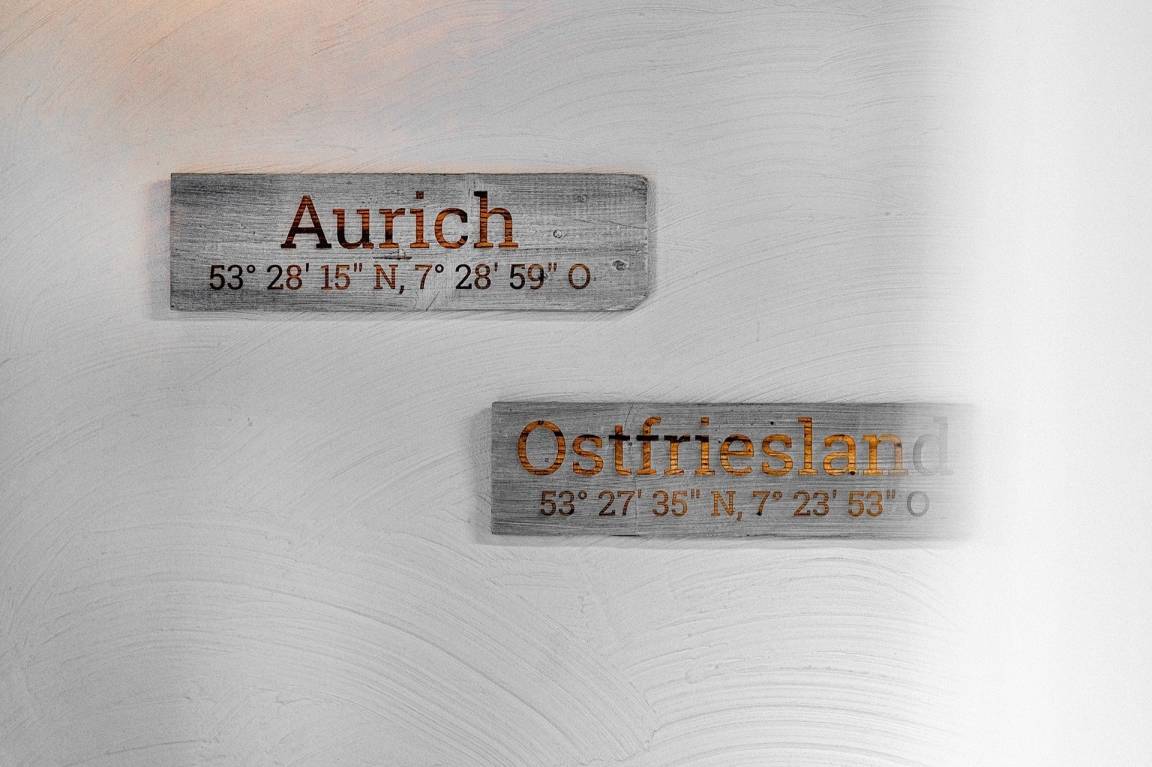 Aurich
53° 28' 15" N, 7° 28' 59" O
Ostfriesland
53° 27' 35" N, 7° 23' 53" O